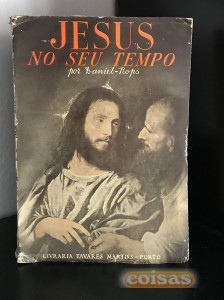 JESUS
NO SEU TEMPO
por Daniel-Rops
LIVRARIA TAVARES MARTINS - PORTO
coisas